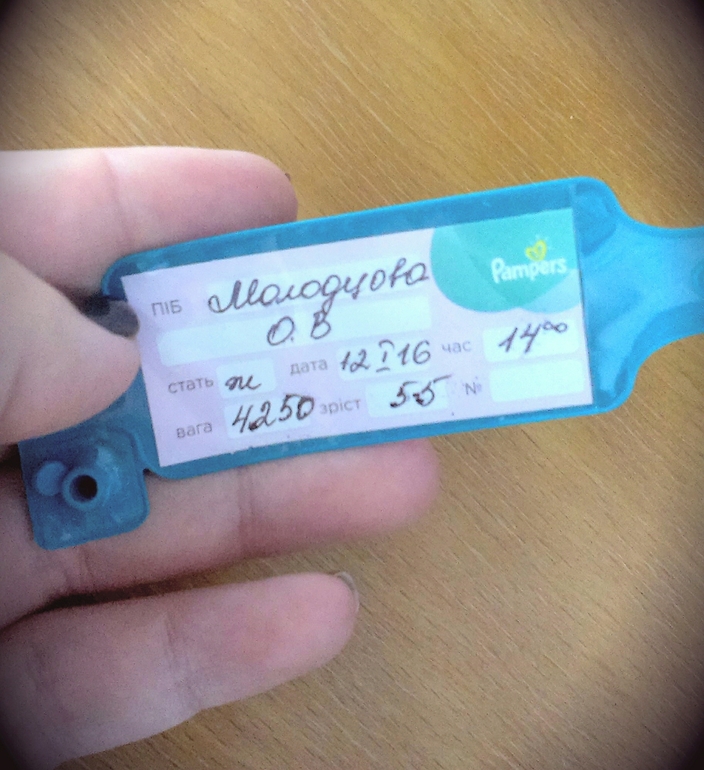 Pampers
ПІБ Молодцова
О. В
стать ж дата 12 I 16 час 14⁰⁰
вага 4250 зріст 55 №